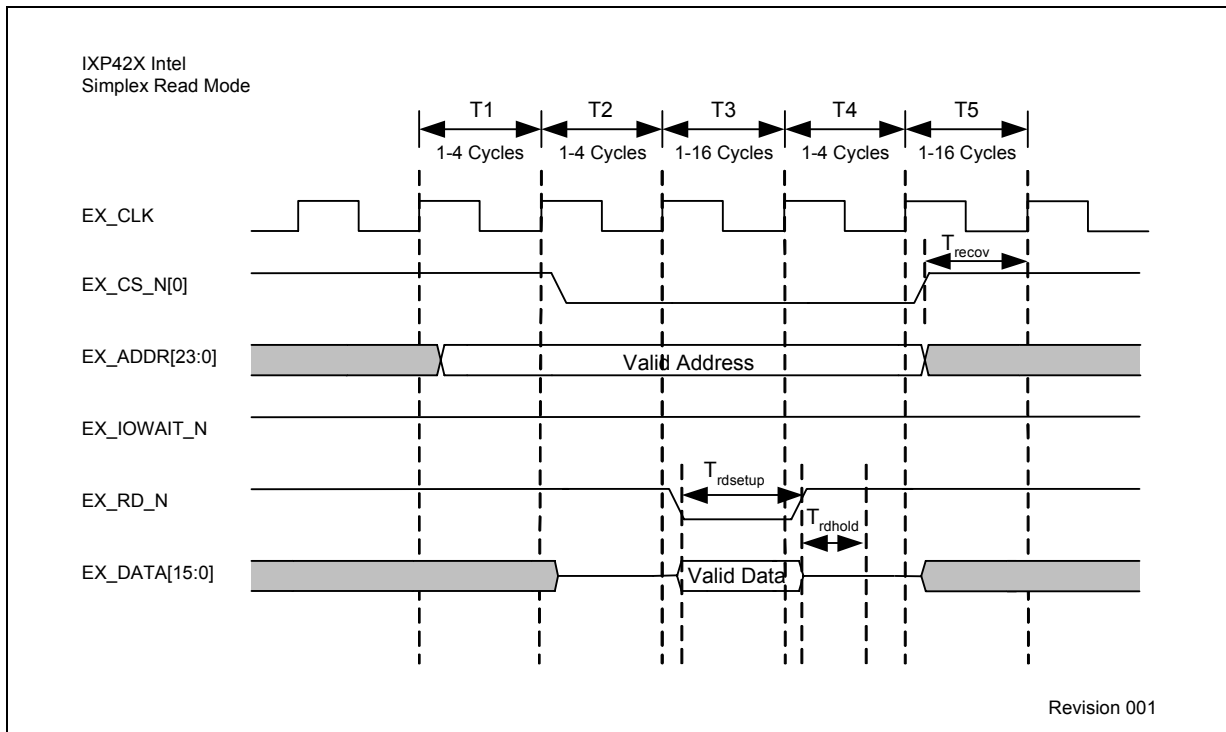 IXP42X Intel
Simplex Read Mode
T1 T2 T3 T4 T5
1-4 Cycles 1-4 Cycles 1-16 Cycles 1-4 Cycles 1-16 Cycles
EX_CLK
Trecov
EX_CS_N[0]
EX_ADDR[23:0] Valid Address
EX_IOWAIT_N
Trdsetup
EX_RD_N
Trdhold
EX_DATA[15:0] Valid Data
Revision 001